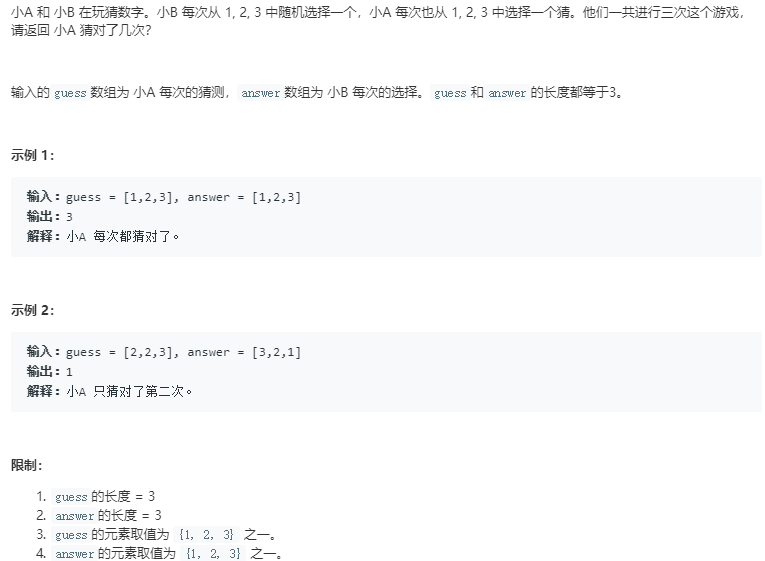 小A 和 小B 在玩猜数字。小B 每次从 1, 2, 3 中随机选择一个，小A 每次也从 1, 2, 3 中选择一个猜。他们一共进行三次这个游戏，
请返回 小A 猜对了几次？
输入的 guess 数组为 小A 每次的猜测，answer 数组为 小B 每次的选择。guess 和 answer 的长度都等于3。
示例 1：
输入：guess = [1,2,3], answer = [1,2,3]
输出：3
解释：小A 每次都猜对了。
示例 2：
输入：guess = [2,2,3], answer = [3,2,1]
输出：1
解释：小A 只猜对了第二次。
限制：
1. guess 的长度 = 3
2. answer 的长度 = 3
3. guess 的元素取值为 {1, 2, 3} 之一。
4. answer 的元素取值为 {1, 2, 3} 之一。